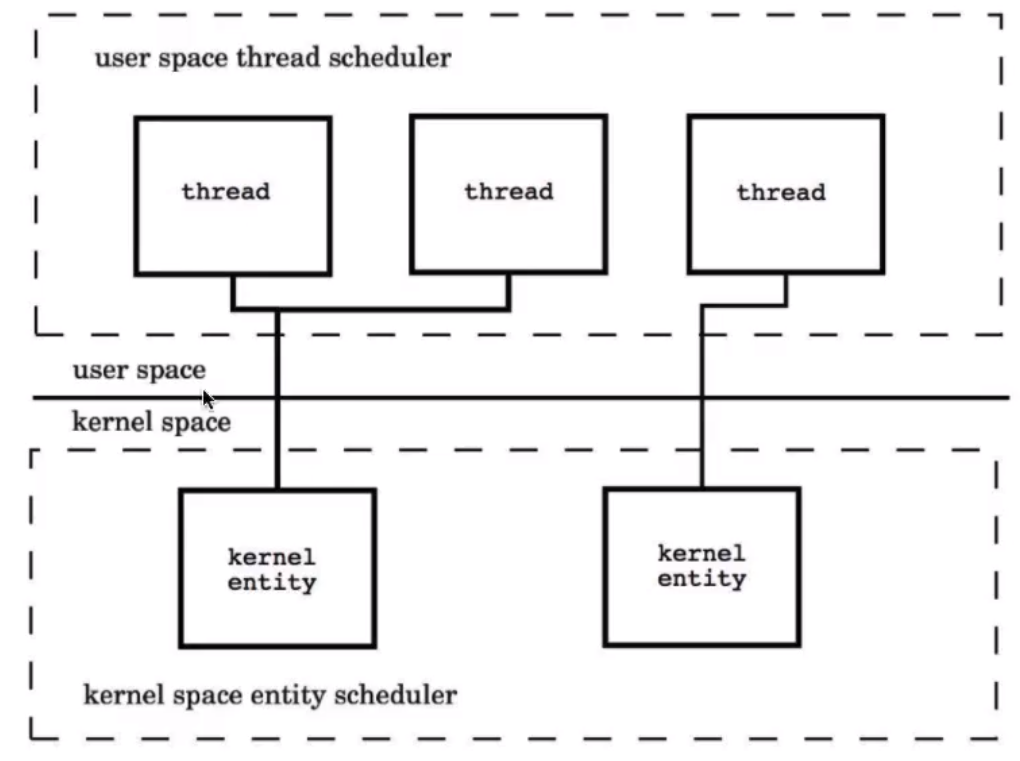 user space thread scheduler
thread
thread
thread
user space
kernel space
kernel
entity
kernel
entity
kernel space entity scheduler